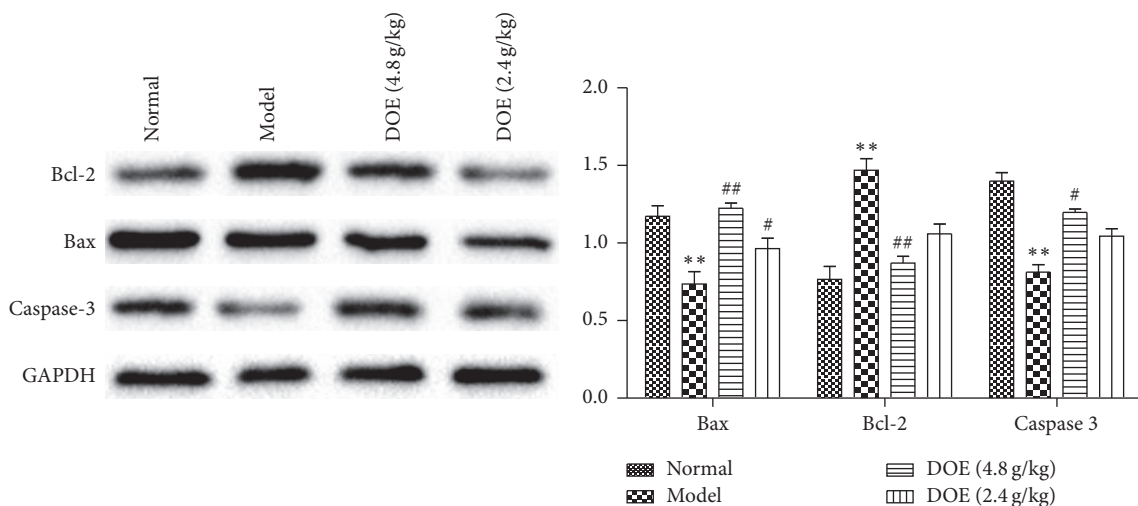 Normal
Model
DOE (4.8 g/kg)
DOE (2.4 g/kg)
Bcl-2
Bax
Caspase-3
GAPDH
2.0
1.5
1.0
0.5
0.0
**
##
#
**
##
**
#
Bax
Bcl-2
Caspase 3
Normal
Model
DOE (4.8 g/kg)
DOE (2.4 g/kg)